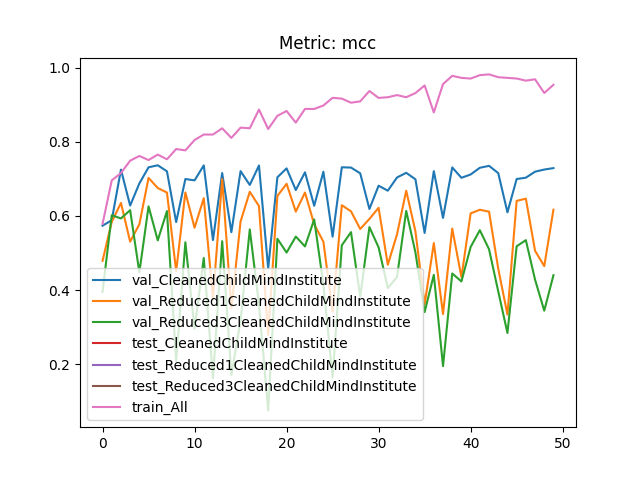 Metric: mcc
1.0
0.8
0.6
0.4
0.2
val_CleanedChildMindInstitute
val_Reduced1CleanedChildMindInstitute
val_Reduced3CleanedChildMindInstitute
test_CleanedChildMindInstitute
test_Reduced1CleanedChildMindInstitute
test_Reduced3CleanedChildMindInstitute
train_All
0 10 20 30 40 50